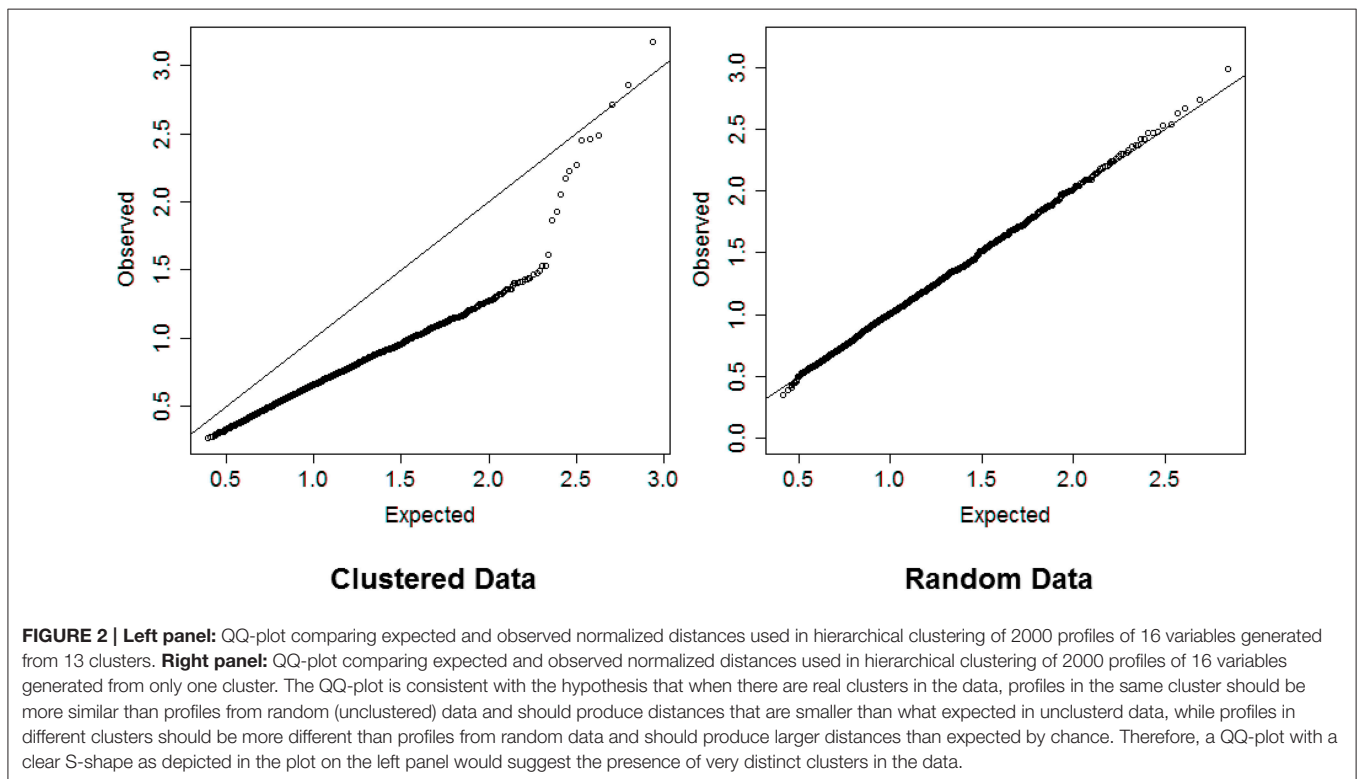 3.0
2.5
2.0
1.5
1.0
0.5
Observed
0.5 1.0 1.5 2.0 2.5 3.0
Expected
Clustered Data
3.0
2.5
2.0
1.5
1.0
0.5
0.0
Observed
0.5 1.0 1.5 2.0 2.5
Expected
Random Data
FIGURE 2 | Left panel: QQ-plot comparing expected and observed normalized distances used in hierarchical clustering of 2000 profiles of 16 variables generated
from 13 clusters. Right panel: QQ-plot comparing expected and observed normalized distances used in hierarchical clustering of 2000 profiles of 16 variables
generated from only one cluster. The QQ-plot is consistent with the hypothesis that when there are real clusters in the data, profiles in the same cluster should be
more similar than profiles from random (unclustered) data and should produce distances that are smaller than what expected in unclusterd data, while profiles in
different clusters should be more different than profiles from random data and should produce larger distances than expected by chance. Therefore, a QQ-plot with a
clear S-shape as depicted in the plot on the left panel would suggest the presence of very distinct clusters in the data.